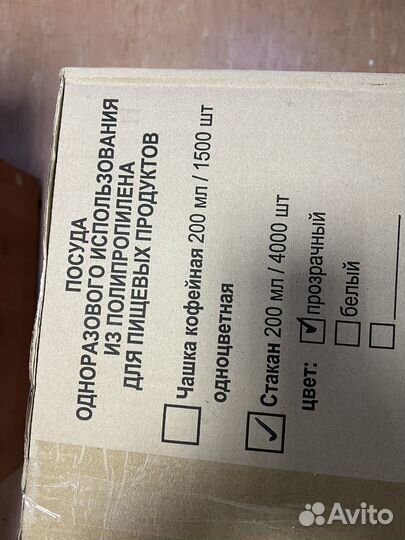 ПОСУДА
ОДНОРАЗОВОГО ИСПОЛЬЗОВАНИЯ
ИЗ ПОЛИПРОПИЛЕНА
ДЛЯ ПИЩЕВЫХ ПРОДУКТОВ
Чашка кофейная 200 мл / 1500 шт
одноцветная
Стакан 200 мл / 4000 шт
цвет: прозрачный
белый
Avito